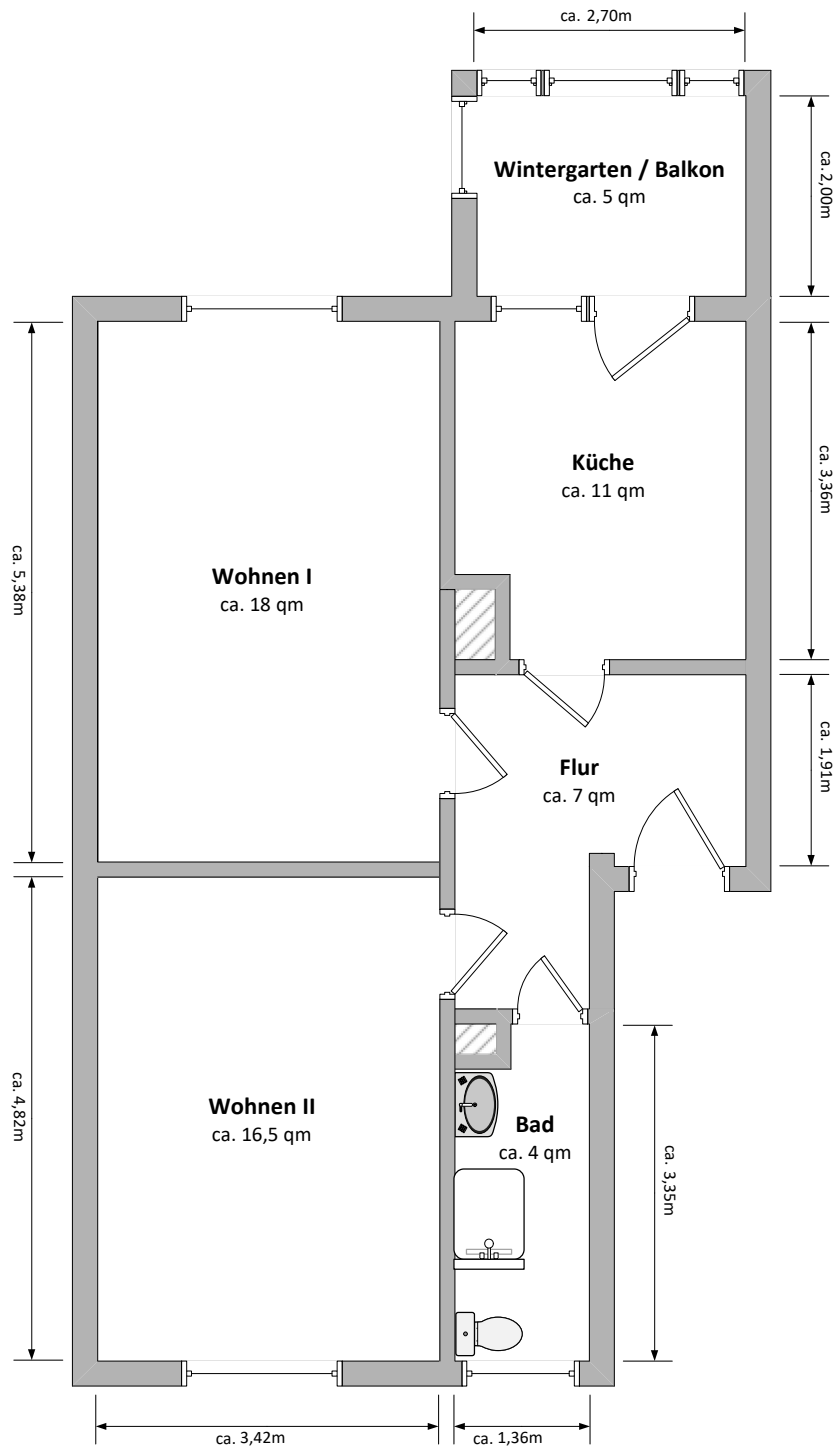 ca. 2,70m
Wintergarten / Balkon
ca. 5 qm
ca. 2,00m
Küche
ca. 11 qm
ca. 3,36m
Wohnen I
ca. 18 qm
ca. 5,38m
Flur
ca. 7 qm
ca. 1,91m
Wohnen II
ca. 16,5 qm
ca. 4,82m
Bad
ca. 4 qm
ca. 3,35m
ca. 3,42m
ca. 1,36m